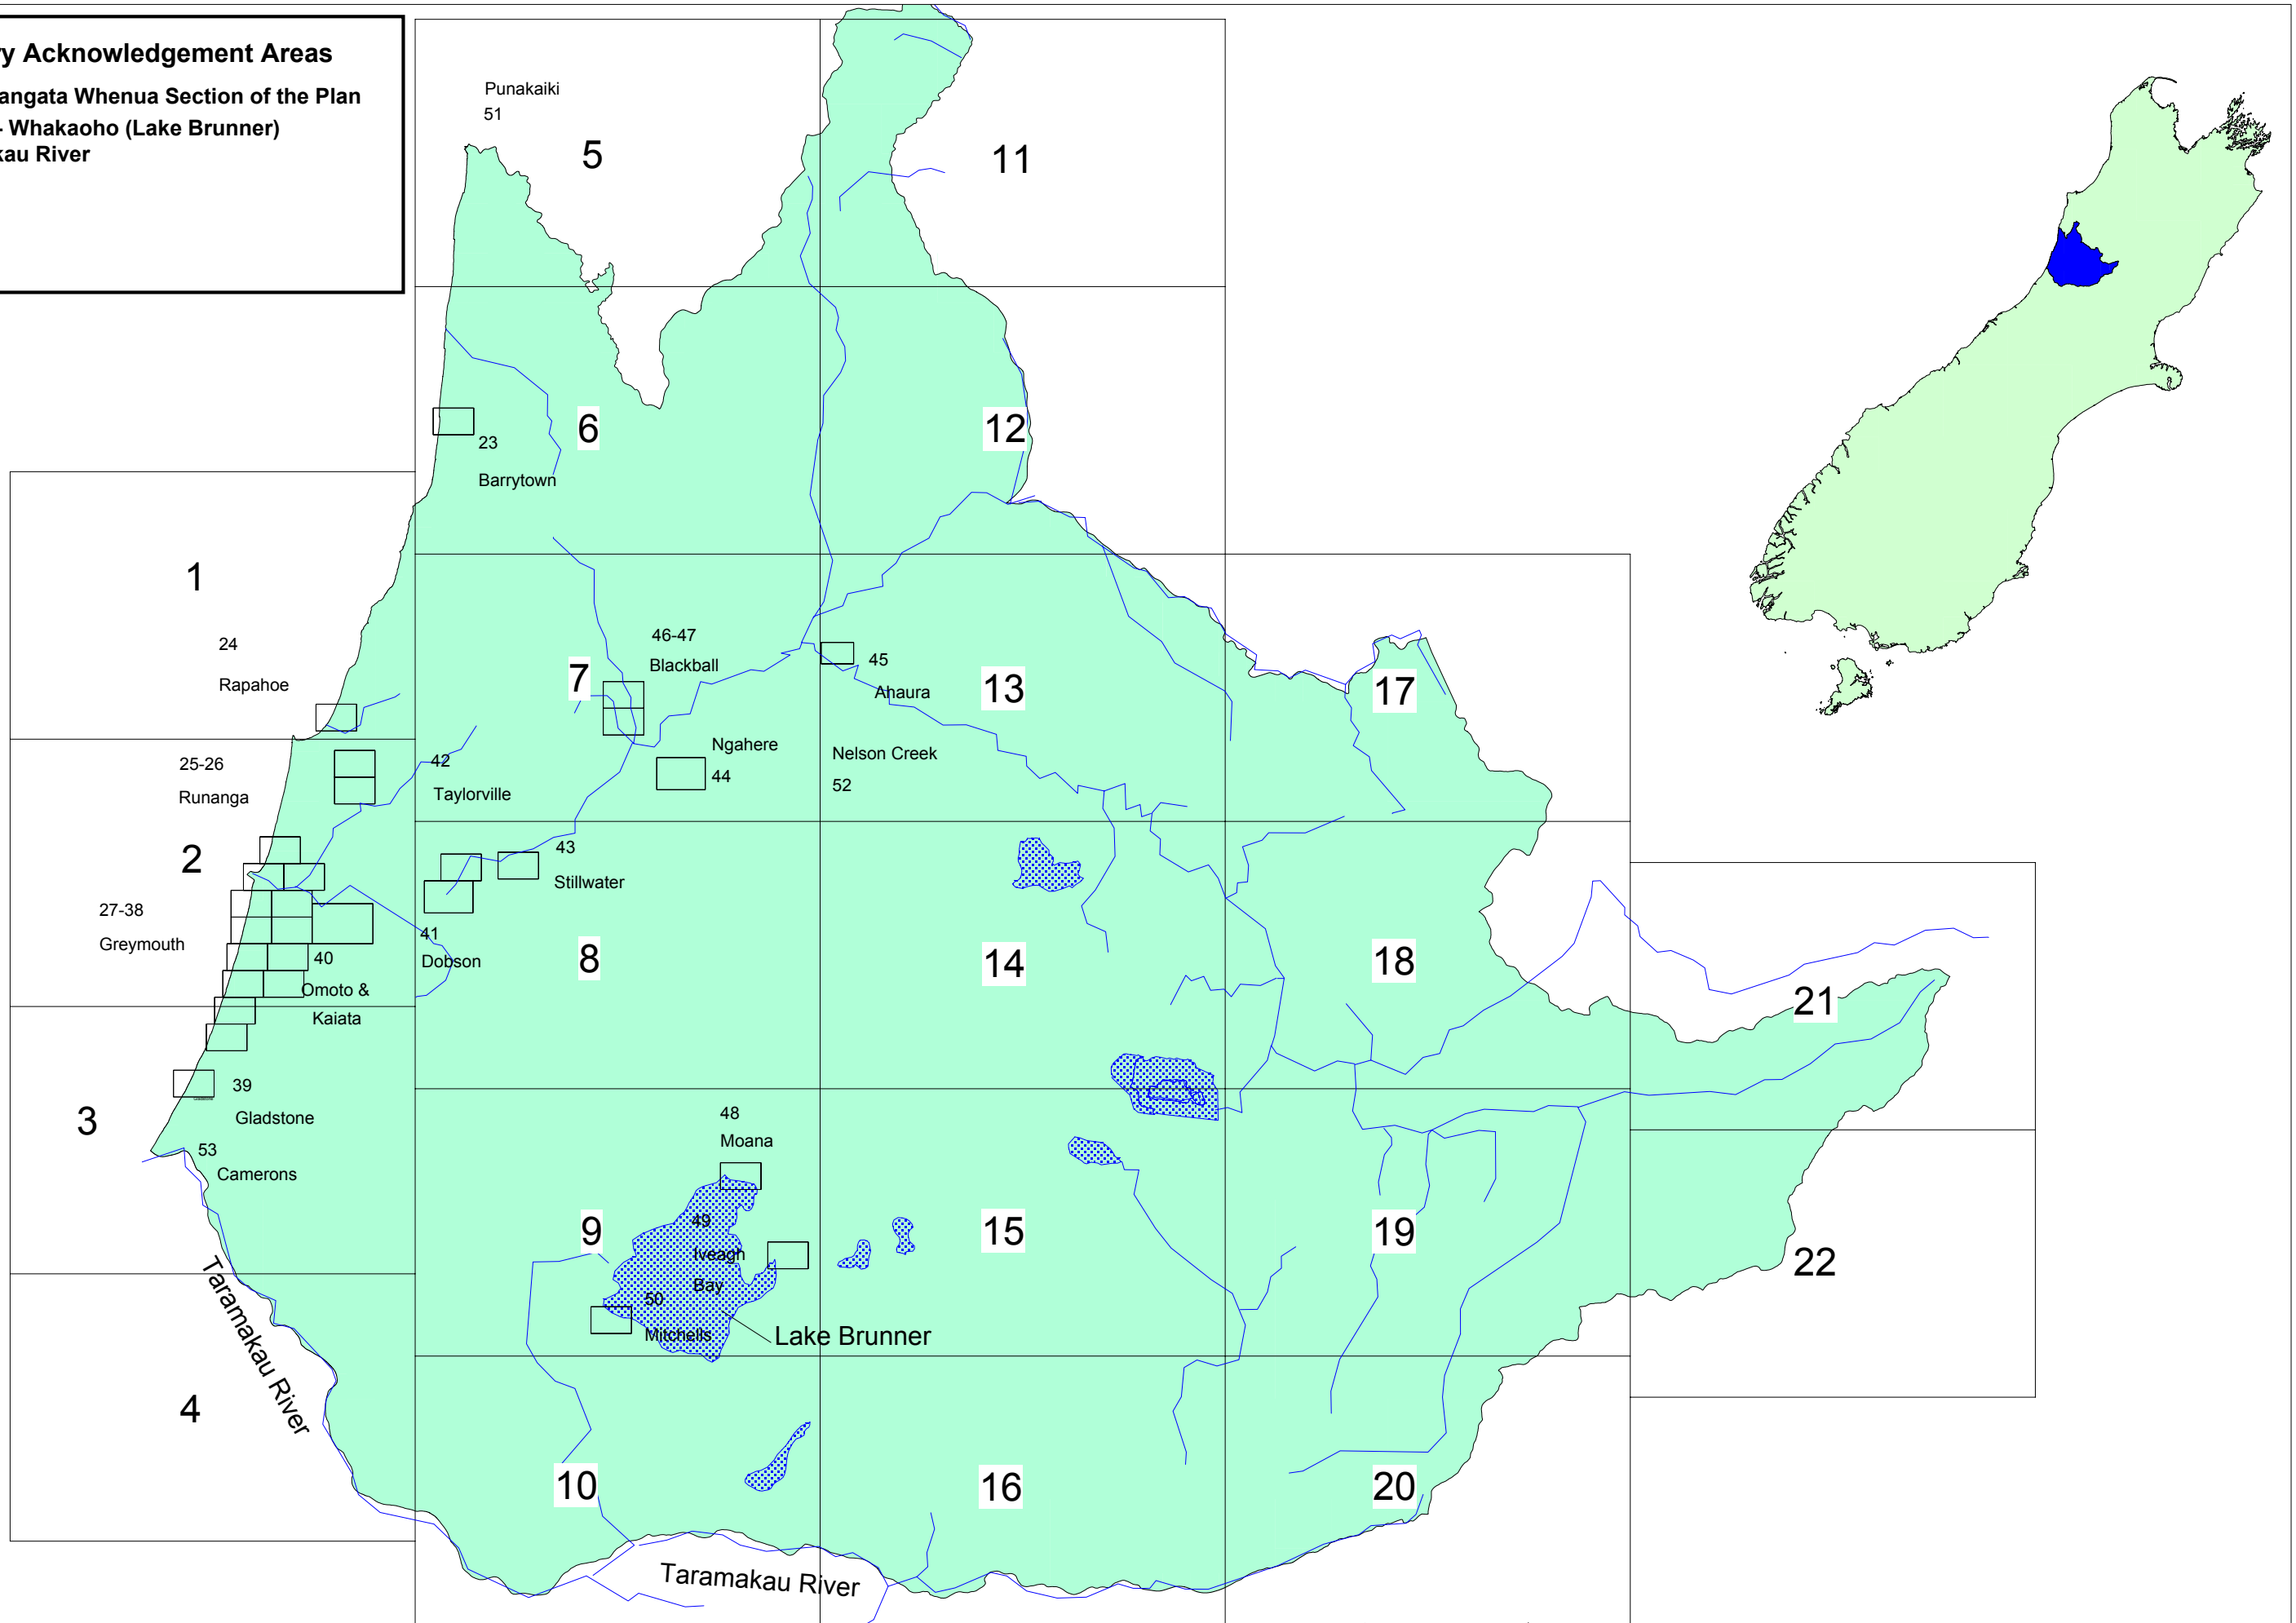 y Acknowledgement Areas
angata Whenua Section of the Plan
- Whakaoho (Lake Brunner)
kau River
Punakaiki
51
5
11
6
12
23
Barrytown
1
24
Rapahoe
46-47
Blackball
7
45
Ahaura
13
17
Ngahere
44
Nelson Creek
52
25-26
Runanga
42
Taylorville
2
43
Stillwater
27-38
Greymouth
41
Dobson
40
Omoto &
Kaiata
8
14
18
21
3
39
Gladstone
53
Camerons
48
Moana
9
49
Iveagh
Bay
50
Mitchells
Lake Brunner
15
19
22
Taramakau River
4
10
16
20
Taramakau River